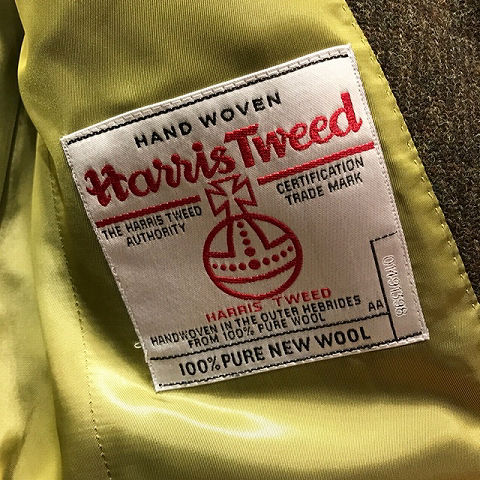 HAND WOVEN
Harris Tweed
THE HARRIS TWEED
AUTHORITY
CERTIFICATION
TRADE MARK
HARRIS TWEED
HANDWOVEN IN THE OUTER HEBRIDES
FROM 100% PURE WOOL
AA
100% PURE NEW WOOL